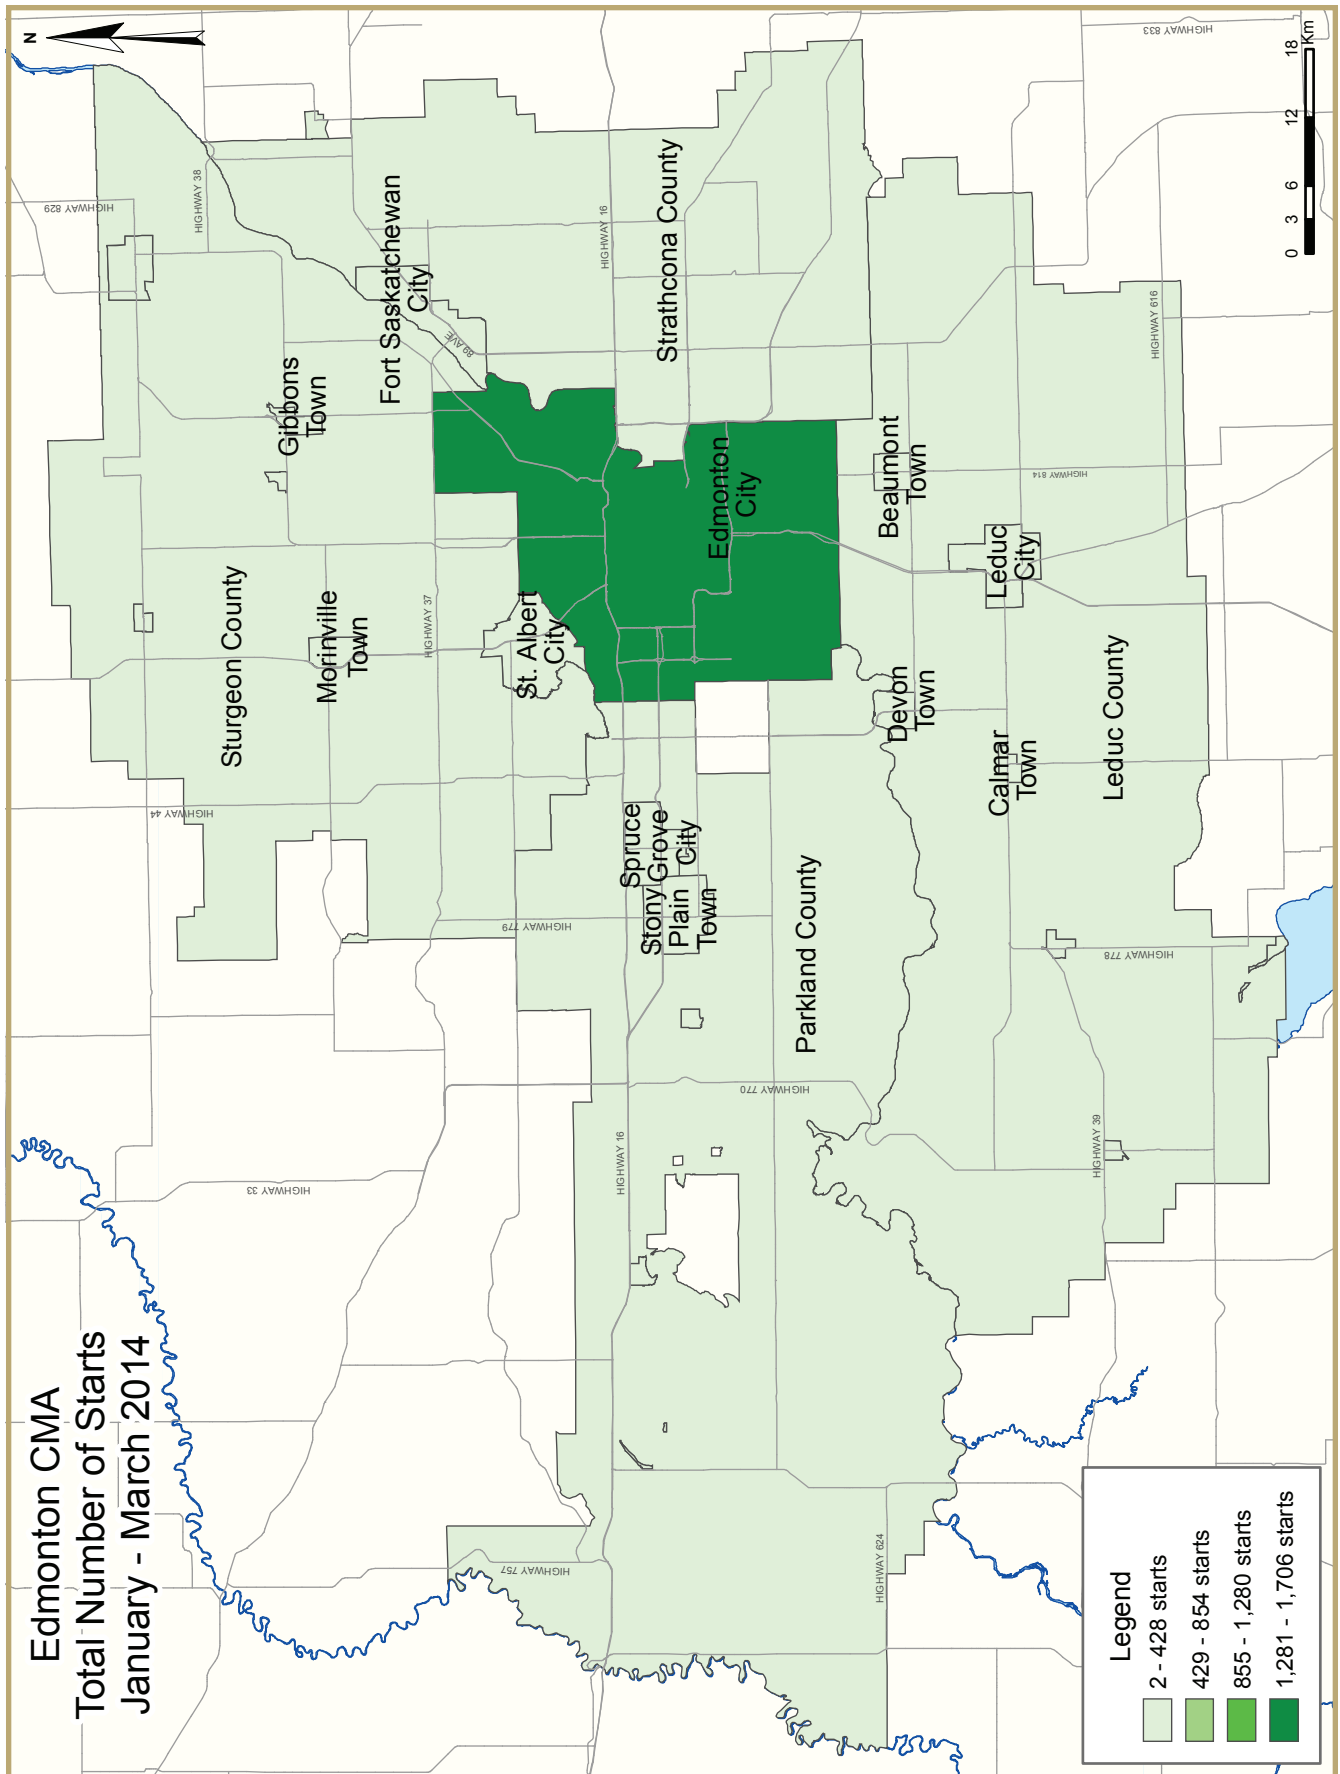 Edmonton CMA
Total Number of Starts
January - March 2014
N
HIGHWAY 829
HIGHWAY 38
HIGHWAY 44
Gibbons
Town
Sturgeon County
Morinville
Town
Fort Saskatchewan
City
89 AVE
HIGHWAY 37
HIGHWAY 33
St. Albert
City
HIGHWAY 779
HIGHWAY 16
HIGHWAY 16
HIGHWAY 757
Strathcona County
Edmonton
City
Spruce
Grove
City
Stony
Plain
Town
Parkland County
HIGHWAY 770
HIGHWAY 624
Beaumont
Town
Devon
Town
HIGHWAY 814
Leduc
City
Calmar
Town
Leduc County
HIGHWAY 616
HIGHWAY 833
HIGHWAY 778
HIGHWAY 39
Legend
2 - 428 starts
429 - 854 starts
855 - 1,280 starts
1,281 - 1,706 starts
0 3 6 12 18
Km